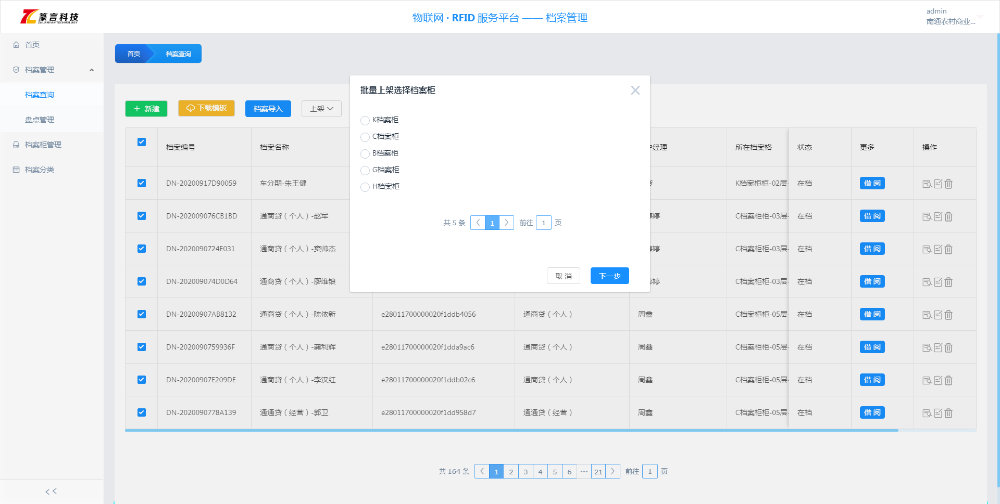 篆言科技
ZHUANYAN TECHNOLOGY
物联网 · RFID 服务平台 —— 档案管理
admin
南通农村商业...
首页
档案管理
档案查询
盘点管理
档案柜管理
档案分类
<<
首页 档案查询
新建 下载模板 档案导入 上架
批量上架选择档案柜
K档案柜
C档案柜
B档案柜
G档案柜
H档案柜
共 5 条 1 前往 1 页
取 消 下一步
档案编号 档案名称 经理 所在档案格 状态 更多 操作
DN-20200917D90059 车分期-朱王健 K档案柜柜-02层- 在档 借 阅
DN-202009076CB1BD 通商贷（个人）-赵军 婷 C档案柜柜-03层- 在档 借 阅
DN-2020090724E031 通商贷（个人）-窦帅杰 婷 C档案柜柜-03层- 在档 借 阅
DN-202009074D0D64 通商贷（个人）-廖维锒 婷 C档案柜柜-03层- 在档 借 阅
DN-20200907AB8132 通商贷（个人）-陈依新 e28011700000020f1ddb4056 通商贷（个人） 周鑫 C档案柜柜-05层- 在档 借 阅
DN-2020090759936F 通商贷（个人）-龚利辉 e28011700000020f1dda9ac6 通商贷（个人） 周鑫 C档案柜柜-05层- 在档 借 阅
DN-20200907E209DE 通商贷（个人）-李汉红 e28011700000020f1ddb02c6 通商贷（个人） 周鑫 C档案柜柜-05层- 在档 借 阅
DN-2020090778A139 通通贷（经营）-郭卫 e28011700000020f1dd958d7 通通贷（经营） 周鑫 C档案柜柜-05层- 在档 借 阅
共 164 条 1 2 3 4 5 6 ··· 21 前往 1 页